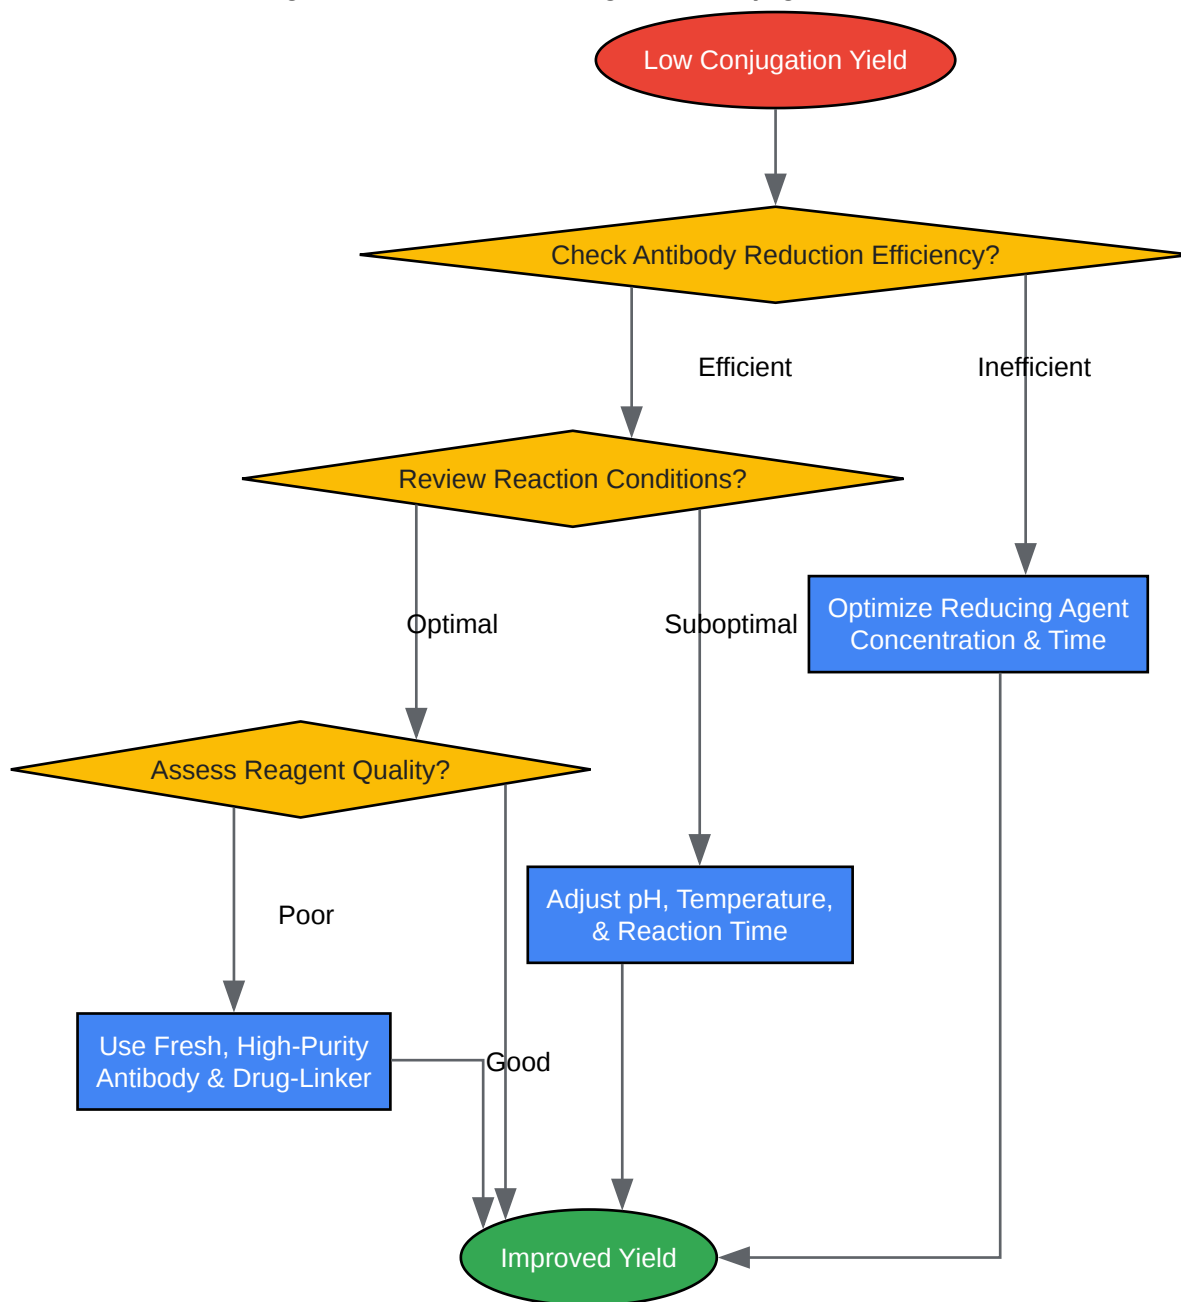 Low Conjugation Yield
Check Antibody Reduction Efficiency?
Efficient
Inefficient
Review Reaction Conditions?
Optimal
Suboptimal
Optimize Reducing Agent
Concentration & Time
Assess Reagent Quality?
Poor
Adjust pH, Temperature,
& Reaction Time
Use Fresh, High-Purity
Antibody & Drug-Linker
Good
Improved Yield